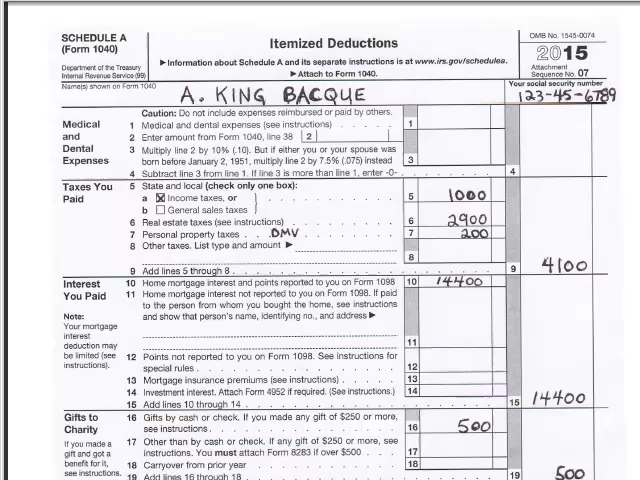 SCHEDULE A
(Form 1040)
Department of the Treasury
Internal Revenue Service (99)
Itemized Deductions
▶ Information about Schedule A and its separate instructions is at www.irs.gov/schedulea.
▶ Attach to Form 1040.
OMB No. 1545-0074
2015
Attachment
Sequence No. 07
Name(s) shown on Form 1040
A. KING BACQUE
Your social security number
123-45-6789
Medical and Dental Expenses
Caution: Do not include expenses reimbursed or paid by others.
1 Medical and dental expenses (see instructions) . . . . . 1
2 Enter amount from Form 1040, line 38 2
3 Multiply line 2 by 10% (.10). But if either you or your spouse was
born before January 2, 1951, multiply line 2 by 7.5% (.075) instead 3
4 Subtract line 3 from line 1. If line 3 is more than line 1, enter -0- . 4
Taxes You Paid
5 State and local (check only one box):
a ☒ Income taxes, or
b ☐ General sales taxes
5 1000
6 Real estate taxes (see instructions) 6 2900
7 Personal property taxes . . DMV 7 200
8 Other taxes. List type and amount ▶
8
9 Add lines 5 through 8 . 9 4100
Interest You Paid
Note:
Your mortgage
interest
deduction may
be limited (see
instructions).
10 Home mortgage interest and points reported to you on Form 1098 10 14400
11 Home mortgage interest not reported to you on Form 1098. If paid
to the person from whom you bought the home, see instructions
and show that person's name, identifying no., and address ▶
11
12 Points not reported to you on Form 1098. See instructions for
special rules . 12
13 Mortgage insurance premiums (see instructions) 13
14 Investment interest. Attach Form 4952 if required. (See instructions.) 14
15 Add lines 10 through 14 . 15 14400
Gifts to Charity
If you made a
gift and got a
benefit for it,
see instructions.
16 Gifts by cash or check. If you made any gift of $250 or more,
see instructions . 16 500
17 Other than by cash or check. If any gift of $250 or more, see
instructions. You must attach Form 8283 if over $500 . . . 17
18 Carryover from prior year 18
19 Add lines 16 through 18 . 19 500